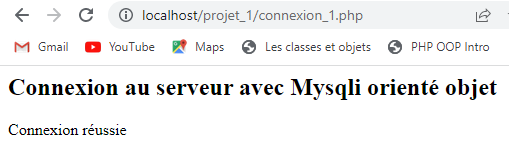 localhost/projet_1/connexion_1.php
Gmail YouTube Maps Les classes et objets PHP OOP Intro
Connexion au serveur avec Mysqli orienté objet
Connexion réussie